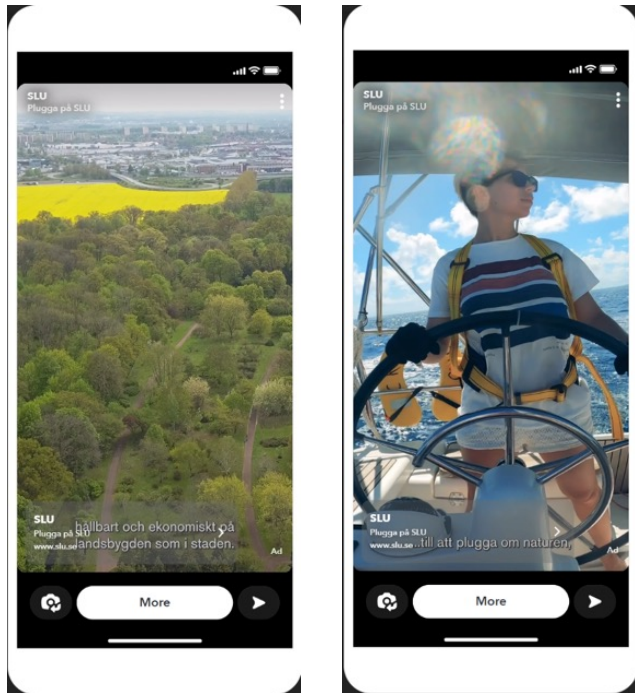 SLU
Plugga på SLU
hållbart och ekonomiskt på
landsbygden som i staden.
SLU
Plugga på SLU
www.slu.se
Ad
More
SLU
Plugga på SLU
...till att plugga om naturen,
SLU
Plugga på SLU
www.slu.se
Ad
More